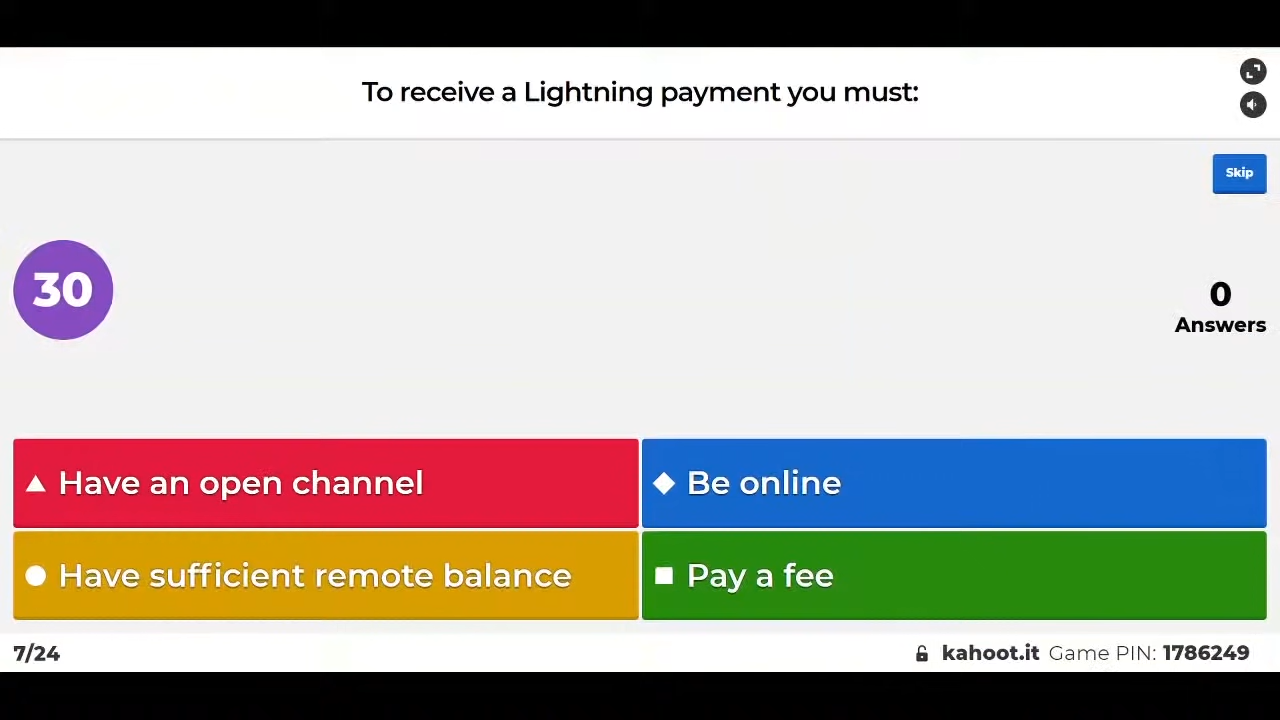 To receive a Lightning payment you must:
Skip
30
0
Answers
Have an open channel
Be online
Have sufficient remote balance
Pay a fee
7/24
kahoot.it Game PIN: 1786249